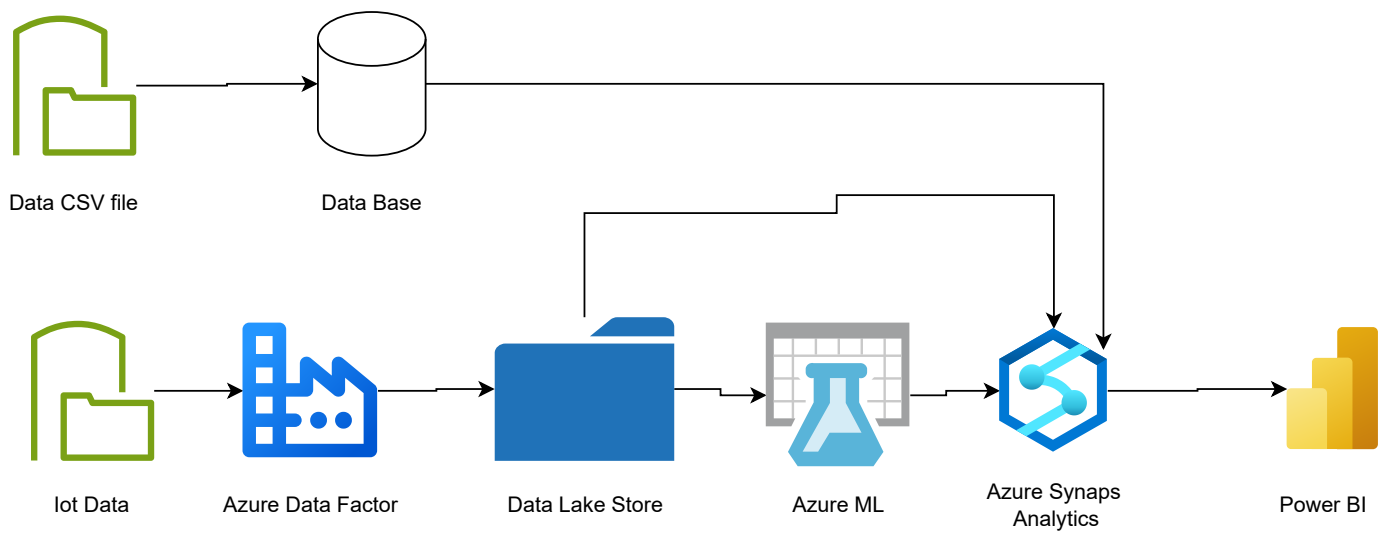 Data CSV file
Data Base
Iot Data
Azure Data Factor
Data Lake Store
Azure ML
Azure Synaps
Analytics
Power BI